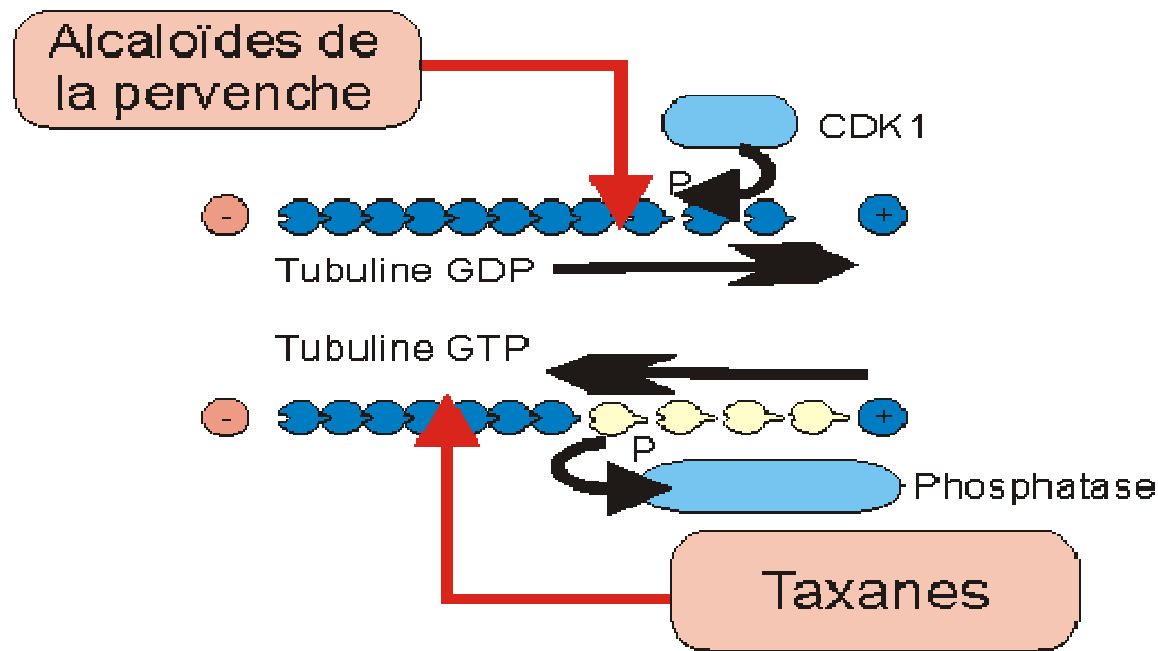 Alcaloïdes de
la pervenche
CDK1
P
- +
Tubuline GDP
Tubuline GTP
- +
P
Phosphatase
Taxanes